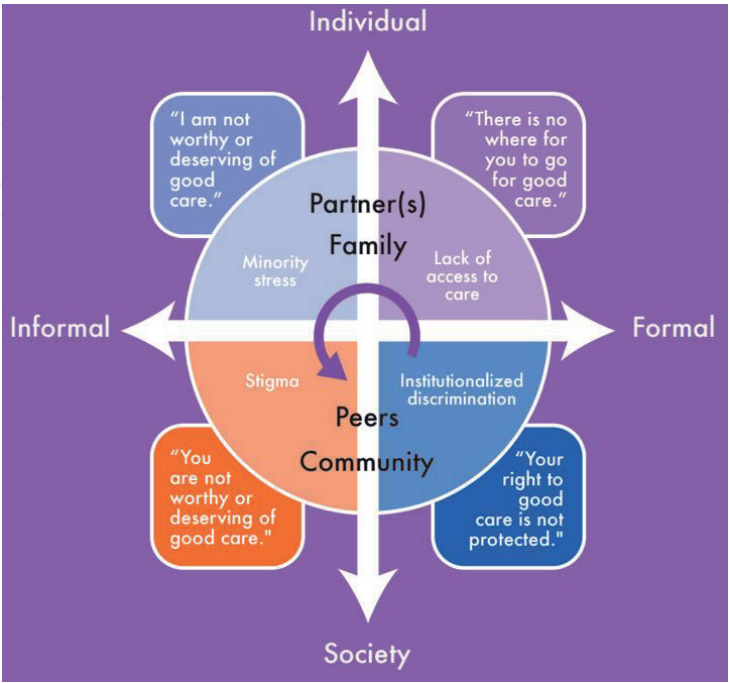 Individual
“I am not
worthy or
deserving of
good
care.”
“There is no
where for
you to go
for good
care.”
Partner(s)
Family
Minority
stress
Lack of
access to
care
Informal
Formal
Stigma
Institutionalized
discrimination
Peers
Community
“You
are not
worthy or
deserving of
good care."
“Your
right to
good
care is not
protected."
Society